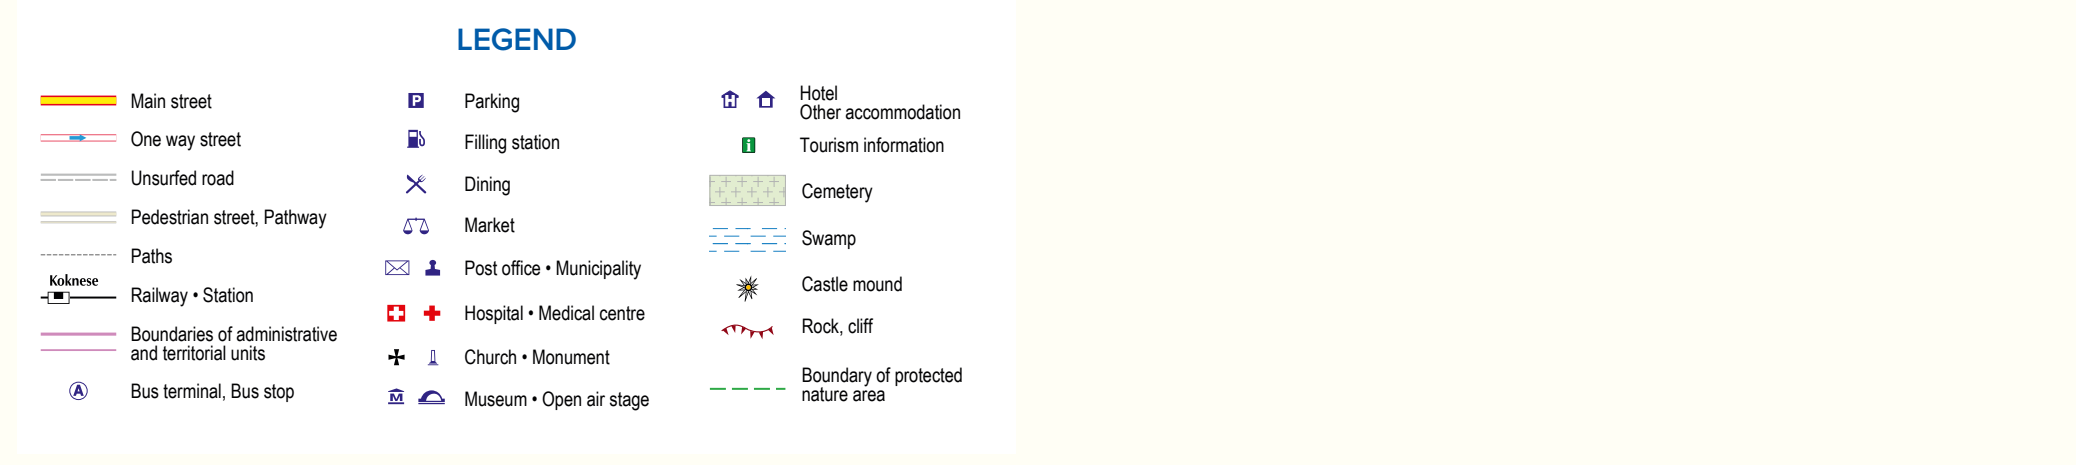 LEGEND
Main street
One way street
Unsurfed road
Pedestrian street, Pathway
Paths
Koknese
Railway • Station
Boundaries of administrative
and territorial units
A
Bus terminal, Bus stop
P
Parking
Filling station
Dining
Market
Post office • Municipality
Hospital • Medical centre
Church • Monument
M
Museum • Open air stage
H
Hotel
Other accommodation
i
Tourism information
Cemetery
Swamp
Castle mound
Rock, cliff
Boundary of protected
nature area